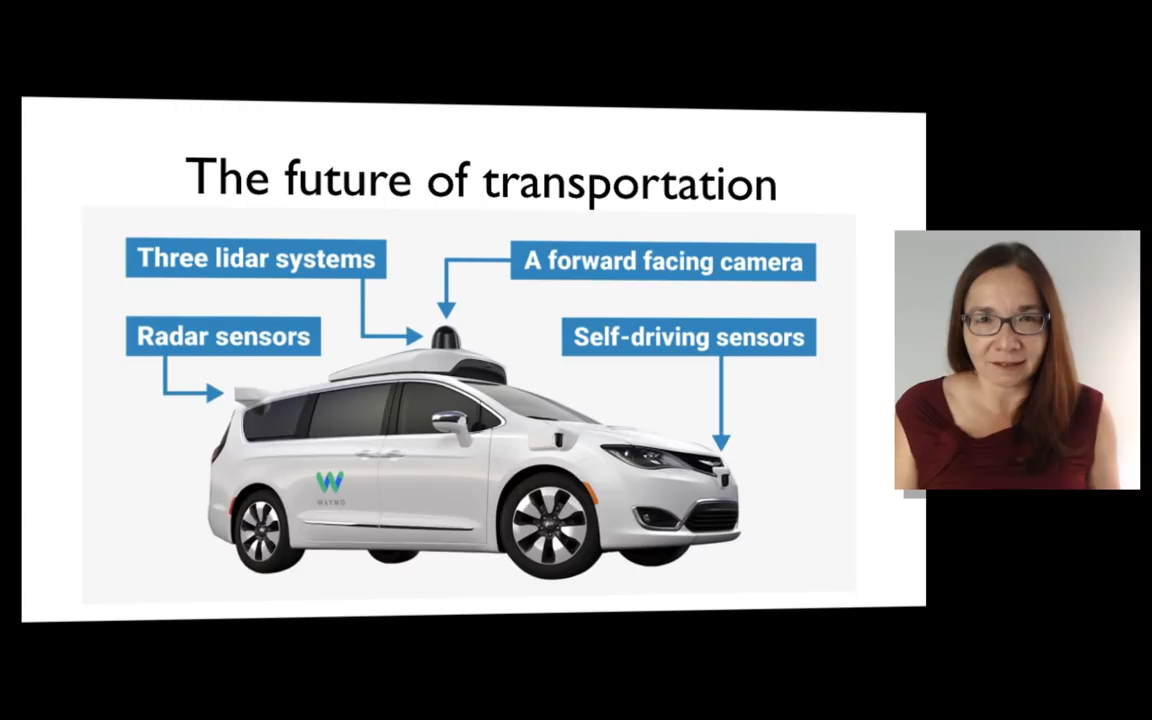 The future of transportation
Three lidar systems
A forward facing camera
Radar sensors
Self-driving sensors
WAYMO